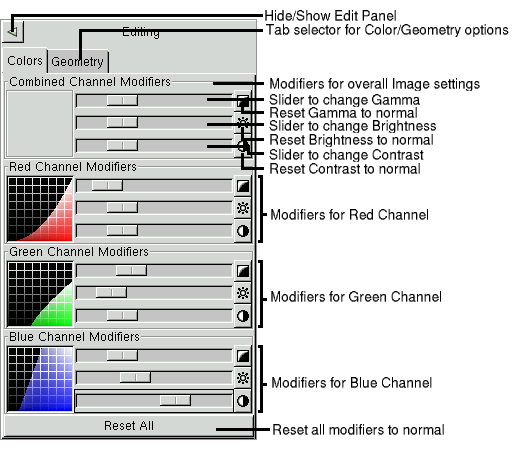 Hide/Show Edit Panel
Editing
Tab selector for Color/Geometry options
Colors
Geometry
Combined Channel Modifiers
Modifiers for overall Image settings
Slider to change Gamma
Reset Gamma to normal
Slider to change Brightness
Reset Brightness to normal
Slider to change Contrast
Reset Contrast to normal
Red Channel Modifiers
Modifiers for Red Channel
Green Channel Modifiers
Modifiers for Green Channel
Blue Channel Modifiers
Modifiers for Blue Channel
Reset All
Reset all modifiers to normal